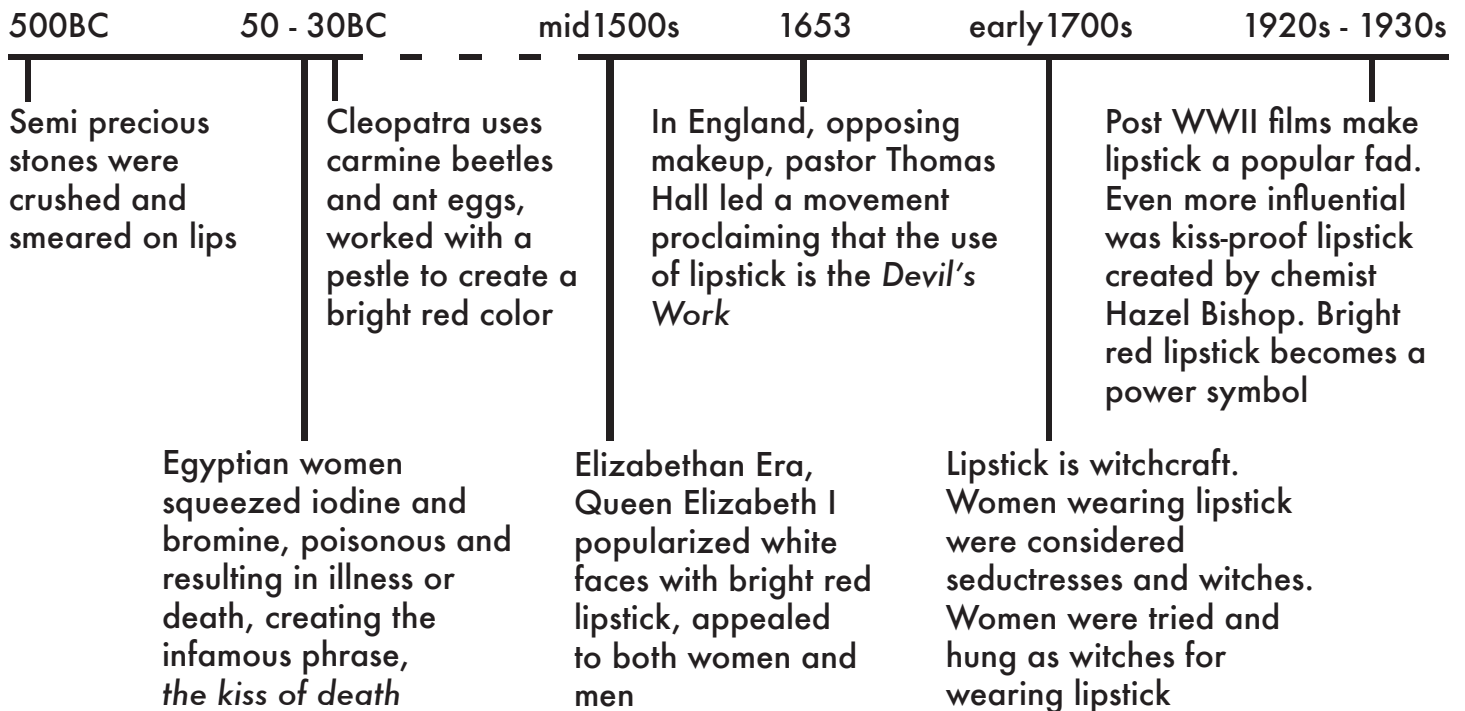 500BC
50 - 30BC
mid1500s
1653
early1700s
1920s - 1930s
Semi precious
stones were
crushed and
smeared on lips
Cleopatra uses
carmine beetles
and ant eggs,
worked with a
pestle to create a
bright red color
In England, opposing
makeup, pastor Thomas
Hall led a movement
proclaiming that the use
of lipstick is the Devil's
Work
Post WWII films make
lipstick a popular fad.
Even more influential
was kiss-proof lipstick
created by chemist
Hazel Bishop. Bright
red lipstick becomes a
power symbol
Egyptian women
squeezed iodine and
bromine, poisonous and
resulting in illness or
death, creating the
infamous phrase,
the kiss of death
Elizabethan Era,
Queen Elizabeth I
popularized white
faces with bright red
lipstick, appealed
to both women and
men
Lipstick is witchcraft.
Women wearing lipstick
were considered
seductresses and witches.
Women were tried and
hung as witches for
wearing lipstick